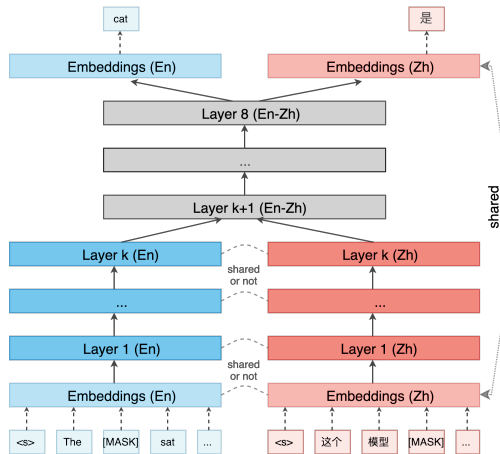 cat
是
Embeddings (En)
Embeddings (Zh)
Layer 8 (En-Zh)
...
Layer k+1 (En-Zh)
shared
Layer k (En)
Layer k (Zh)
shared
or not
...
...
Layer 1 (En)
Layer 1 (Zh)
shared
or not
Embeddings (En)
Embeddings (Zh)
<s> The [MASK] sat ...
<s> 这个 模型 [MASK] ...